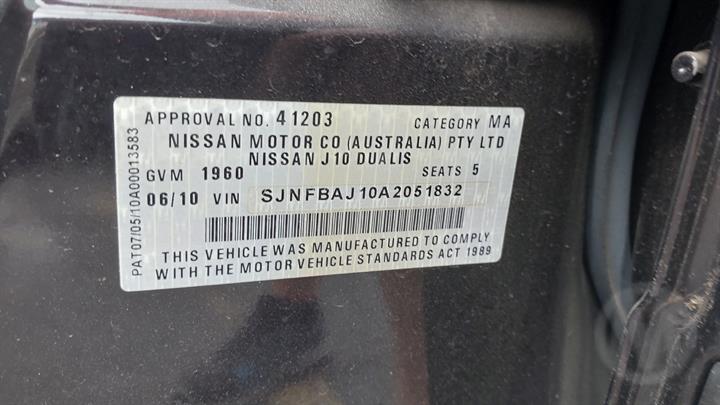 APPROVAL NO. 41203 CATEGORY MA
NISSAN MOTOR CO (AUSTRALIA) PTY LTD
NISSAN J10 DUALIS
GVM 1960 SEATS 5
06/10 VIN SJNFBAJ10A2051832
THIS VEHICLE WAS MANUFACTURED TO COMPLY
WITH THE MOTOR VEHICLE STANDARDS ACT 1989
PAT07/05/10A00013583